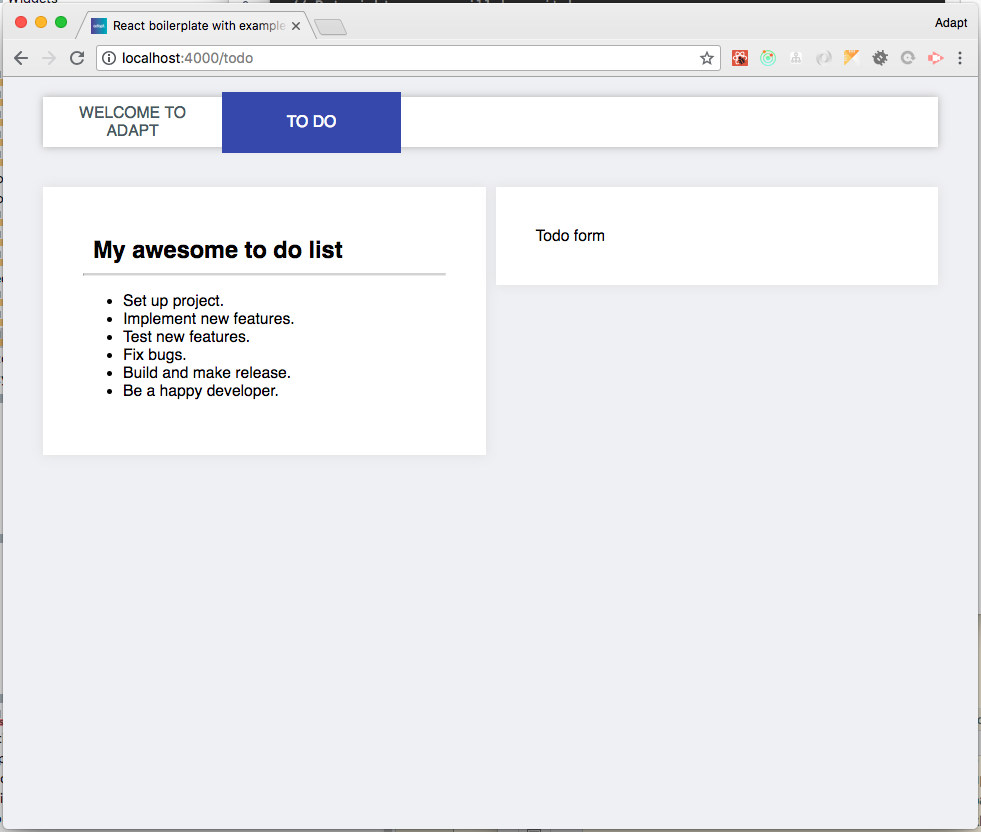 Widgets
React boilerplate with example
Adapt
localhost:4000/todo
WELCOME TO
ADAPT
TO DO
My awesome to do list
Set up project.
Implement new features.
Test new features.
Fix bugs.
Build and make release.
Be a happy developer.
Todo form